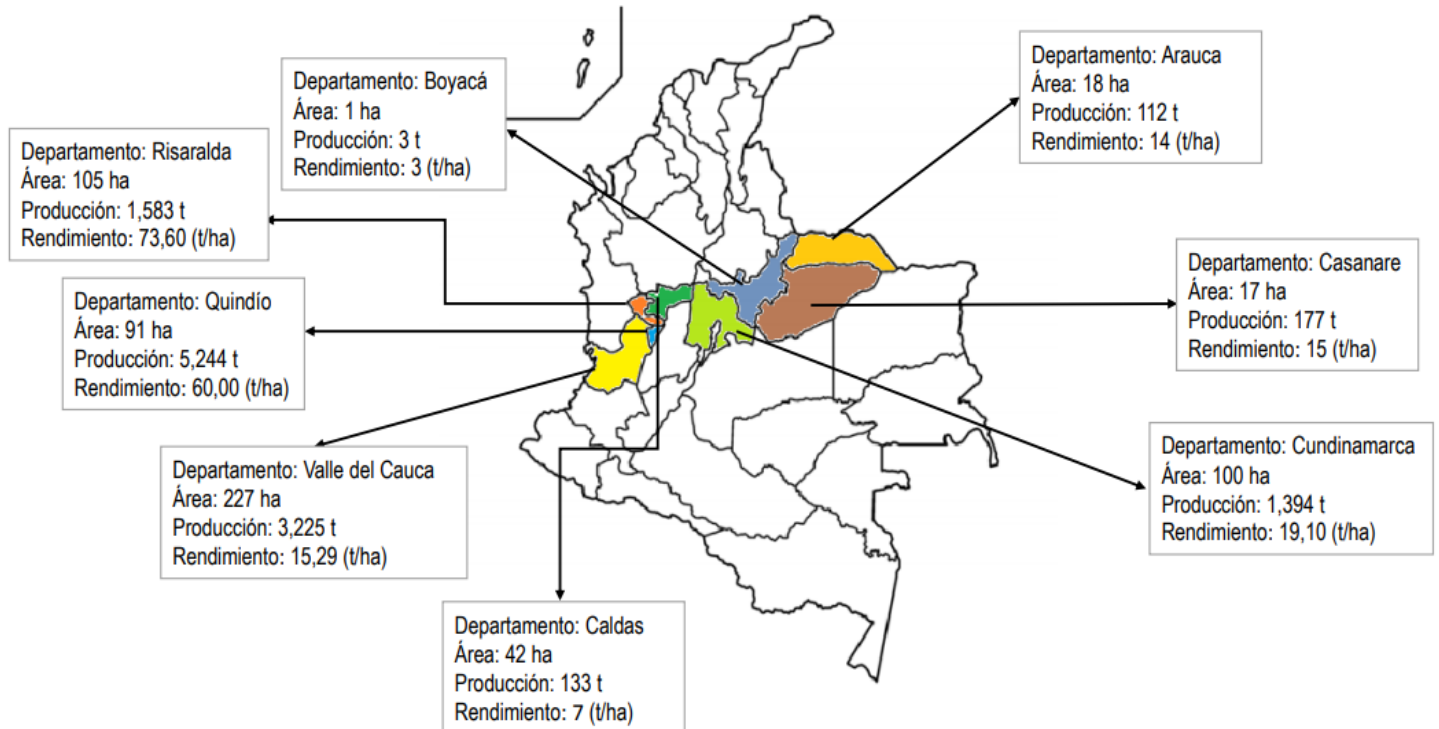 Departamento: Boyacá
Área: 1 ha
Producción: 3 t
Rendimiento: 3 (t/ha)
Departamento: Arauca
Área: 18 ha
Producción: 112 t
Rendimiento: 14 (t/ha)
Departamento: Risaralda
Área: 105 ha
Producción: 1,583 t
Rendimiento: 73,60 (t/ha)
Departamento: Casanare
Área: 17 ha
Producción: 177 t
Rendimiento: 15 (t/ha)
Departamento: Quindío
Área: 91 ha
Producción: 5,244 t
Rendimiento: 60,00 (t/ha)
Departamento: Cundinamarca
Área: 100 ha
Producción: 1,394 t
Rendimiento: 19,10 (t/ha)
Departamento: Valle del Cauca
Área: 227 ha
Producción: 3,225 t
Rendimiento: 15,29 (t/ha)
Departamento: Caldas
Área: 42 ha
Producción: 133 t
Rendimiento: 7 (t/ha)